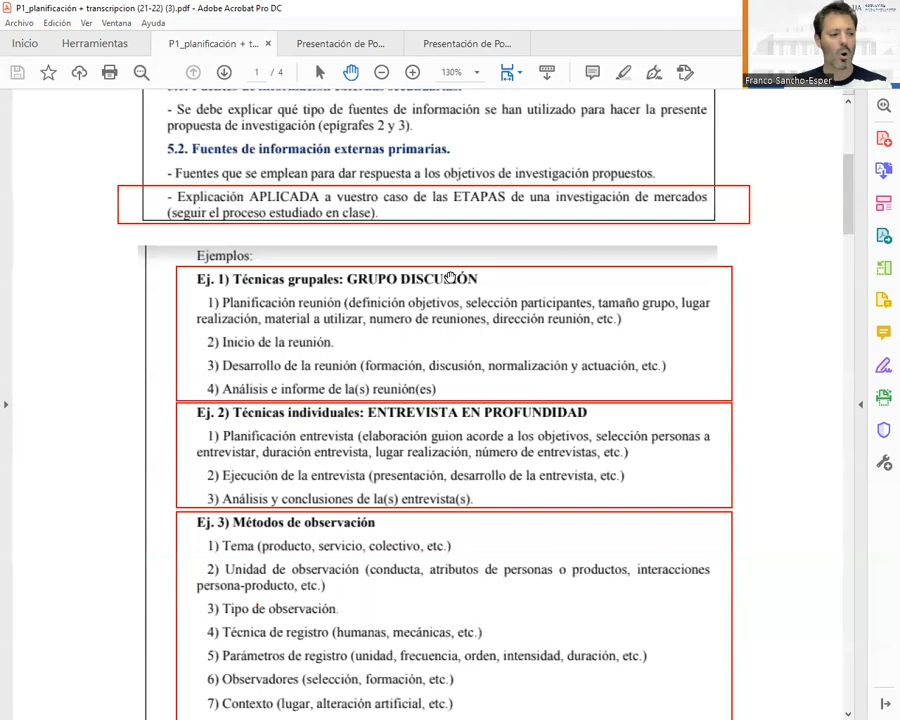 P1_planificación + transcripcion (21-22) (3).pdf - Adobe Acrobat Pro DC
Archivo Edición Ver Ventana Ayuda
Inicio Herramientas P1_planificación + t... × Presentación de Po... Presentación de Po...
1 / 4 130%
UA
Franco Sancho-Esper
- Se debe explicar qué tipo de fuentes de información se han utilizado para hacer la presente
propuesta de investigación (epígrafes 2 y 3).
5.2. Fuentes de información externas primarias.
- Fuentes que se emplean para dar respuesta a los objetivos de investigación propuestos.
- Explicación APLICADA a vuestro caso de las ETAPAS de una investigación de mercados
(seguir el proceso estudiado en clase).
Ejemplos:
Ej. 1) Técnicas grupales: GRUPO DISCUSIÓN
1) Planificación reunión (definición objetivos, selección participantes, tamaño grupo, lugar
realización, material a utilizar, numero de reuniones, dirección reunión, etc.)
2) Inicio de la reunión.
3) Desarrollo de la reunión (formación, discusión, normalización y actuación, etc.)
4) Análisis e informe de la(s) reunión(es)
Ej. 2) Técnicas individuales: ENTREVISTA EN PROFUNDIDAD
1) Planificación entrevista (elaboración guion acorde a los objetivos, selección personas a
entrevistar, duración entrevista, lugar realización, número de entrevistas, etc.)
2) Ejecución de la entrevista (presentación, desarrollo de la entrevista, etc.)
3) Análisis y conclusiones de la(s) entrevista(s).
Ej. 3) Métodos de observación
1) Tema (producto, servicio, colectivo, etc.)
2) Unidad de observación (conducta, atributos de personas o productos, interacciones
persona-producto, etc.)
3) Tipo de observación.
4) Técnica de registro (humanas, mecánicas, etc.)
5) Parámetros de registro (unidad, frecuencia, orden, intensidad, duración, etc.)
6) Observadores (selección, formación, etc.)
7) Contexto (lugar, alteración artificial, etc.)